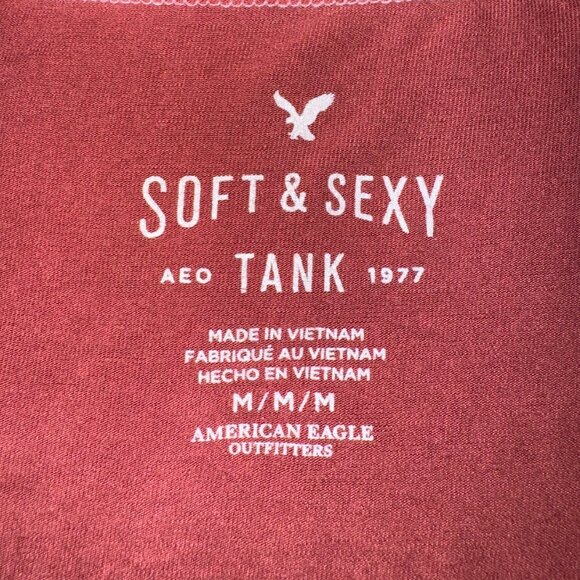 SOFT & SEXY
AEO TANK 1977
MADE IN VIETNAM
FABRIQUÉ AU VIETNAM
HECHO EN VIETNAM
M/M/M
AMERICAN EAGLE
OUTFITTERS